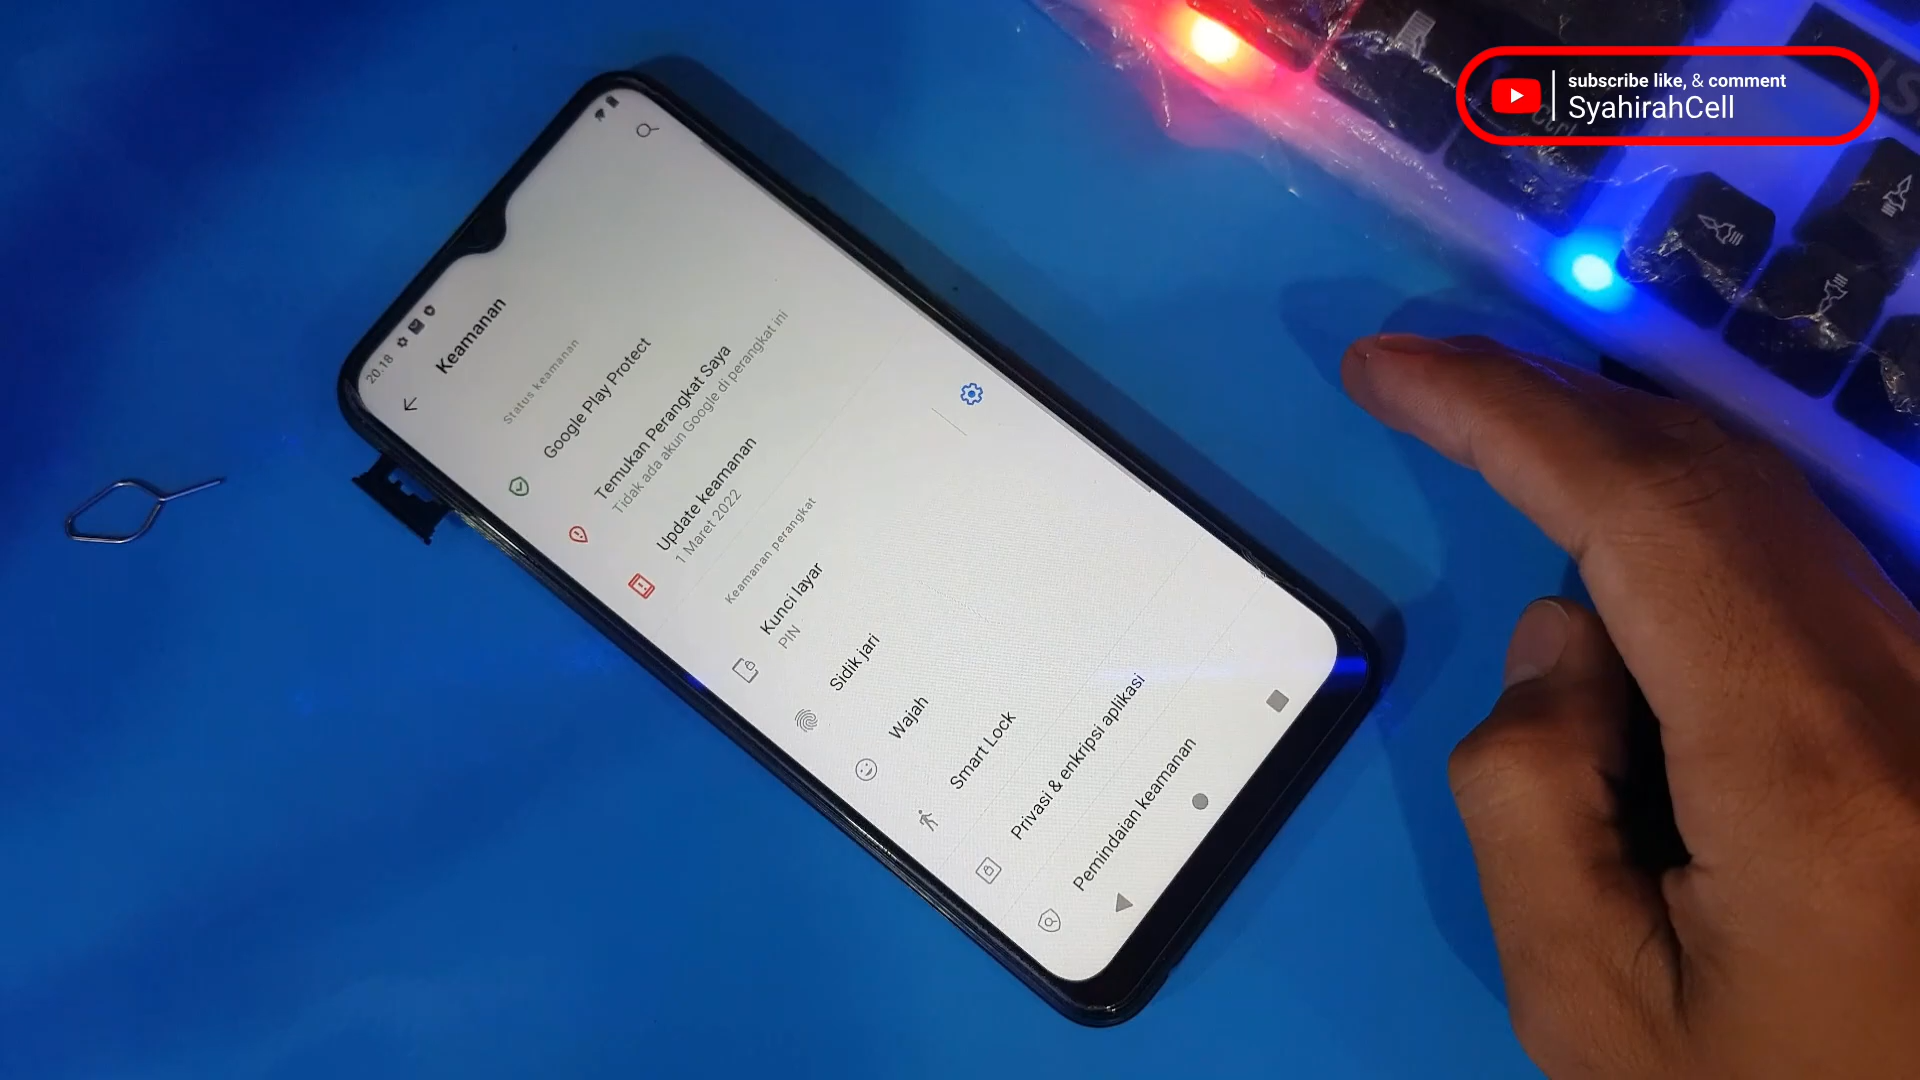 subscribe like, & comment
SyahirahCell
Ctrl
20.18
Keamanan
Status keamanan
Google Play Protect
Temukan Perangkat Saya
Tidak ada akun Google di perangkat ini
Update keamanan
1 Maret 2022
Keamanan perangkat
Kunci layar
PIN
Sidik jari
Wajah
Smart Lock
Privasi & enkripsi aplikasi
Pemindaian keamanan